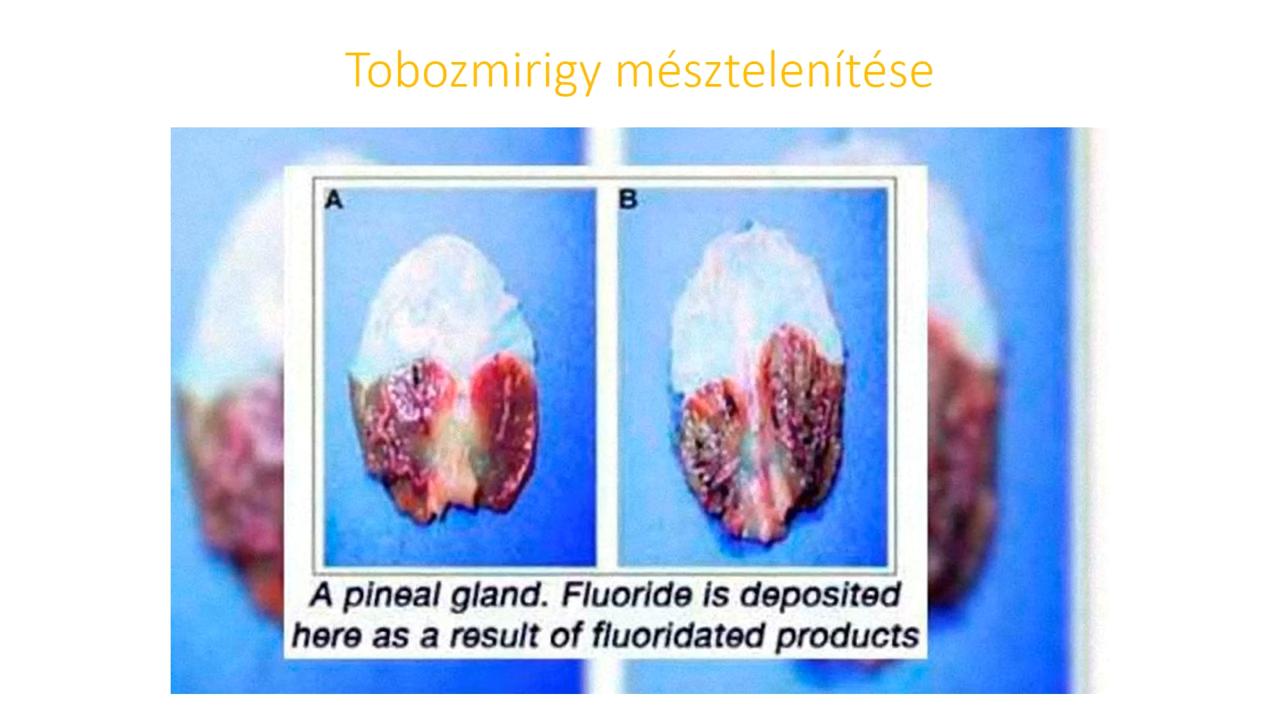 Tobozmirigy mésztelenítése
A
B
A pineal gland. Fluoride is deposited
here as a result of fluoridated products